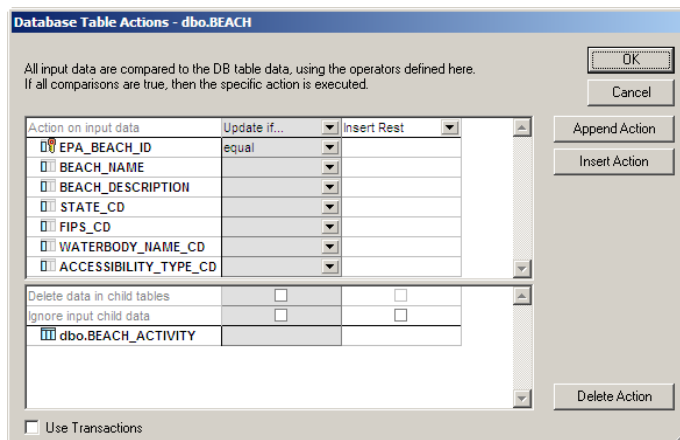 Database Table Actions - dbo.BEACH
All input data are compared to the DB table data, using the operators defined here.
If all comparisons are true, then the specific action is executed.
OK
Cancel
Append Action
Insert Action
Action on input data Update if... Insert Rest
EPA_BEACH_ID equal
BEACH_NAME
BEACH_DESCRIPTION
STATE_CD
FIPS_CD
WATERBODY_NAME_CD
ACCESSIBILITY_TYPE_CD
Delete data in child tables
Ignore input child data
dbo.BEACH_ACTIVITY
Delete Action
Use Transactions